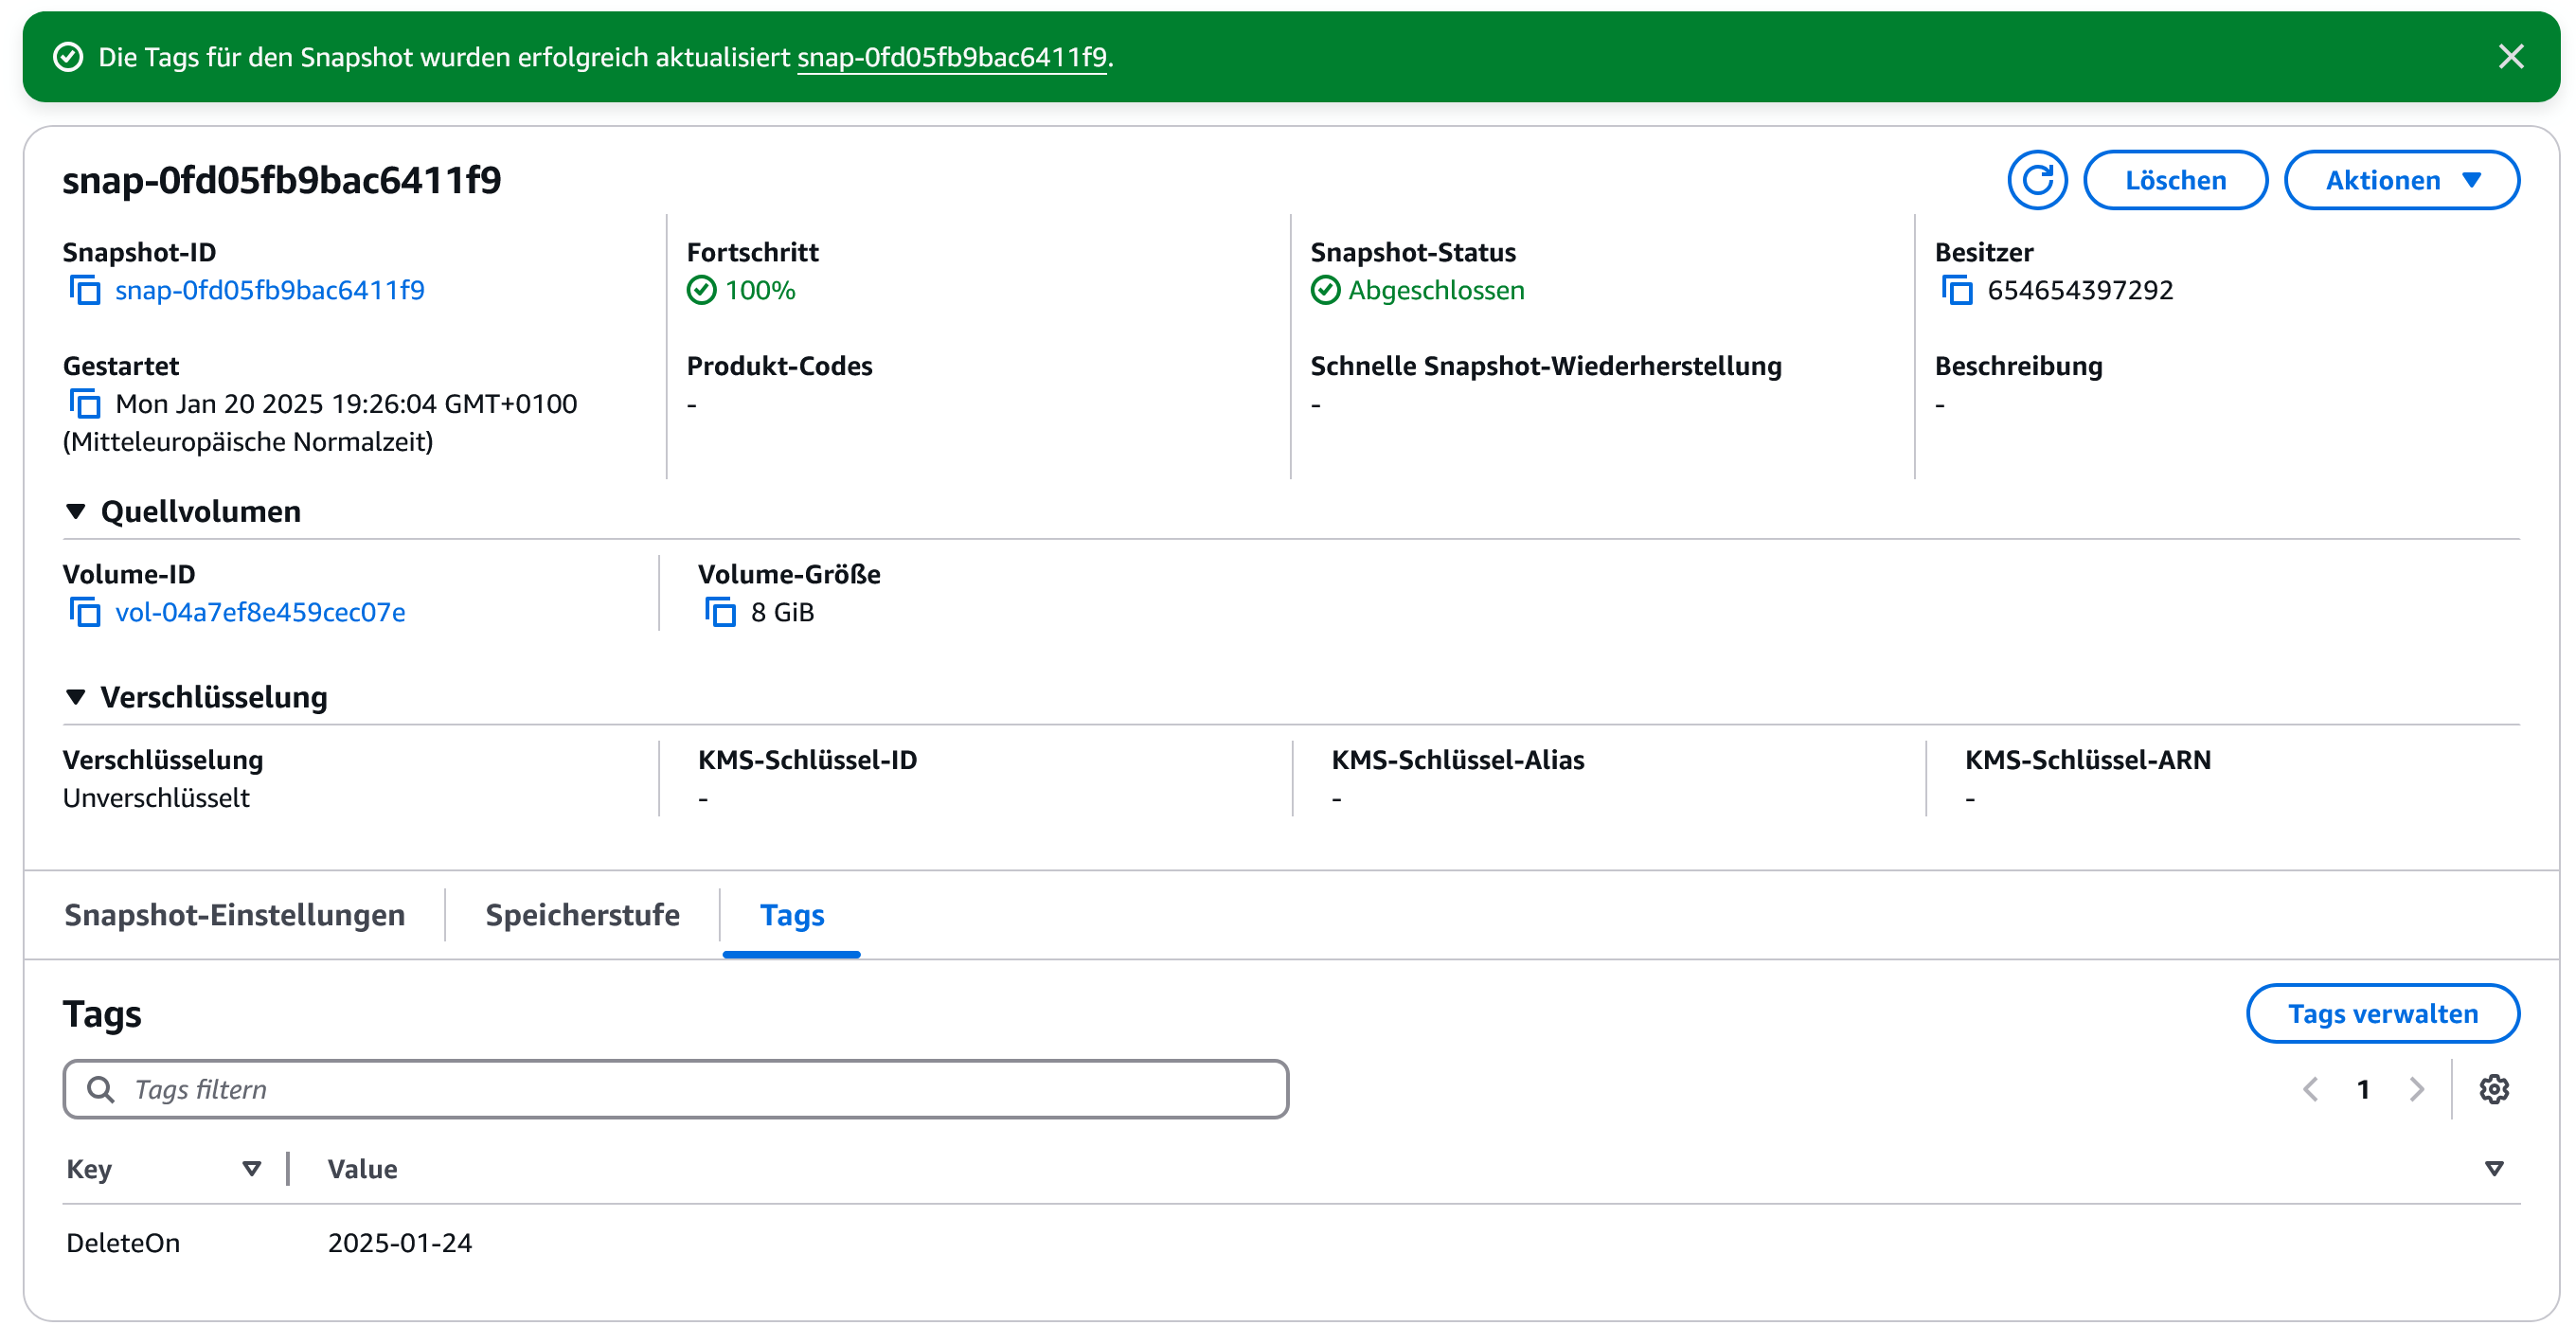 Die Tags für den Snapshot wurden erfolgreich aktualisiert snap-0fd05fb9bac6411f9.
snap-0fd05fb9bac6411f9
Löschen
Aktionen
Snapshot-ID
snap-0fd05fb9bac6411f9
Fortschritt
100%
Snapshot-Status
Abgeschlossen
Besitzer
654654397292
Gestartet
Mon Jan 20 2025 19:26:04 GMT+0100
(Mitteleuropäische Normalzeit)
Produkt-Codes
-
Schnelle Snapshot-Wiederherstellung
-
Beschreibung
-
Quellvolumen
Volume-ID
vol-04a7ef8e459cec07e
Volume-Größe
8 GiB
Verschlüsselung
Verschlüsselung
Unverschlüsselt
KMS-Schlüssel-ID
-
KMS-Schlüssel-Alias
-
KMS-Schlüssel-ARN
-
Snapshot-Einstellungen
Speicherstufe
Tags
Tags
Tags verwalten
Tags filtern
1
Key
Value
DeleteOn
2025-01-24